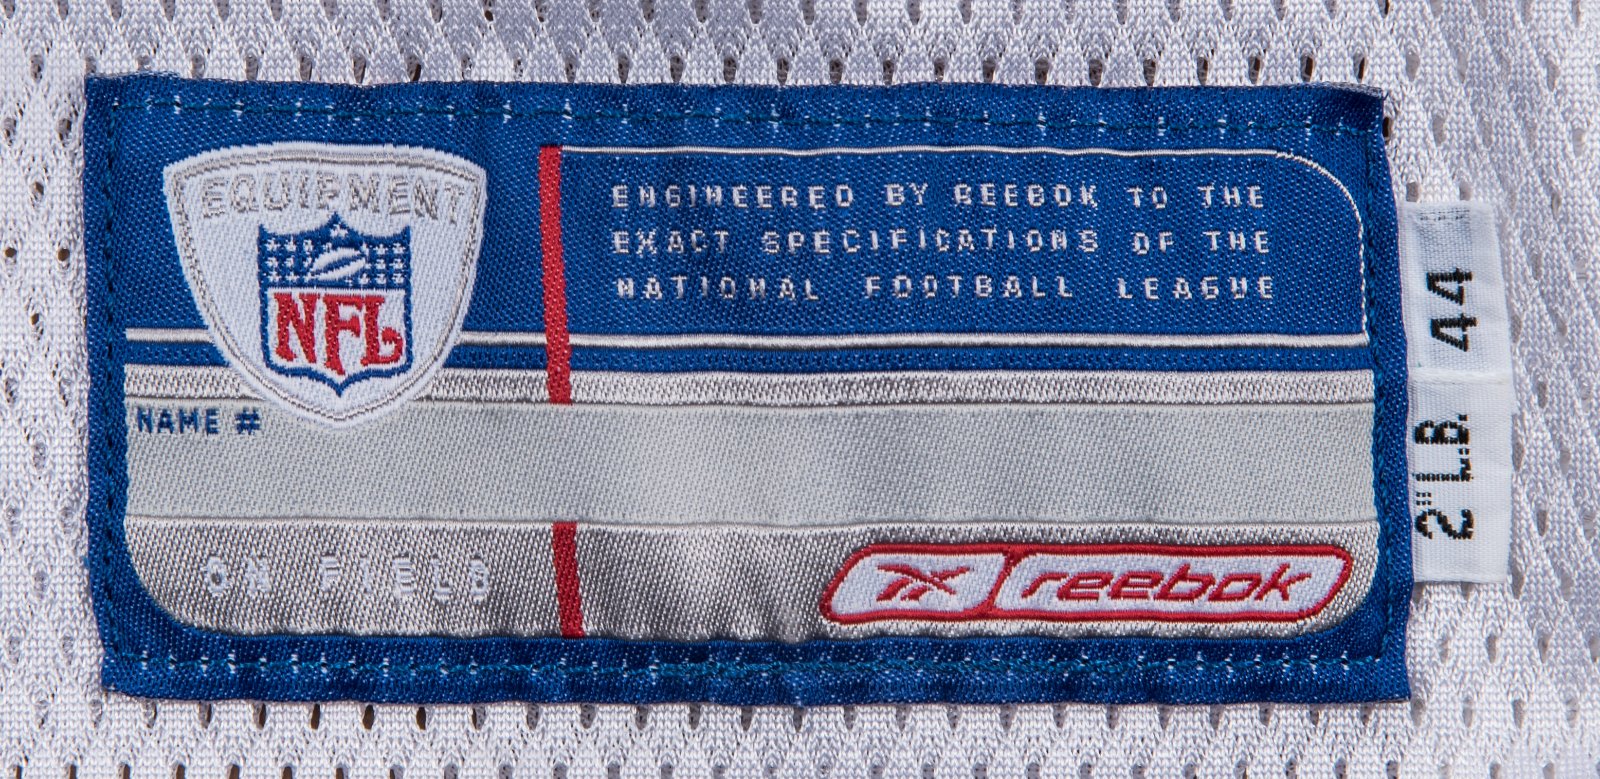 EQUIPMENT
NFL
ENGINEERED BY REEBOK TO THE
EXACT SPECIFICATIONS OF THE
NATIONAL FOOTBALL LEAGUE
NAME #
ON FIELD
reebok
44
2" L.B.